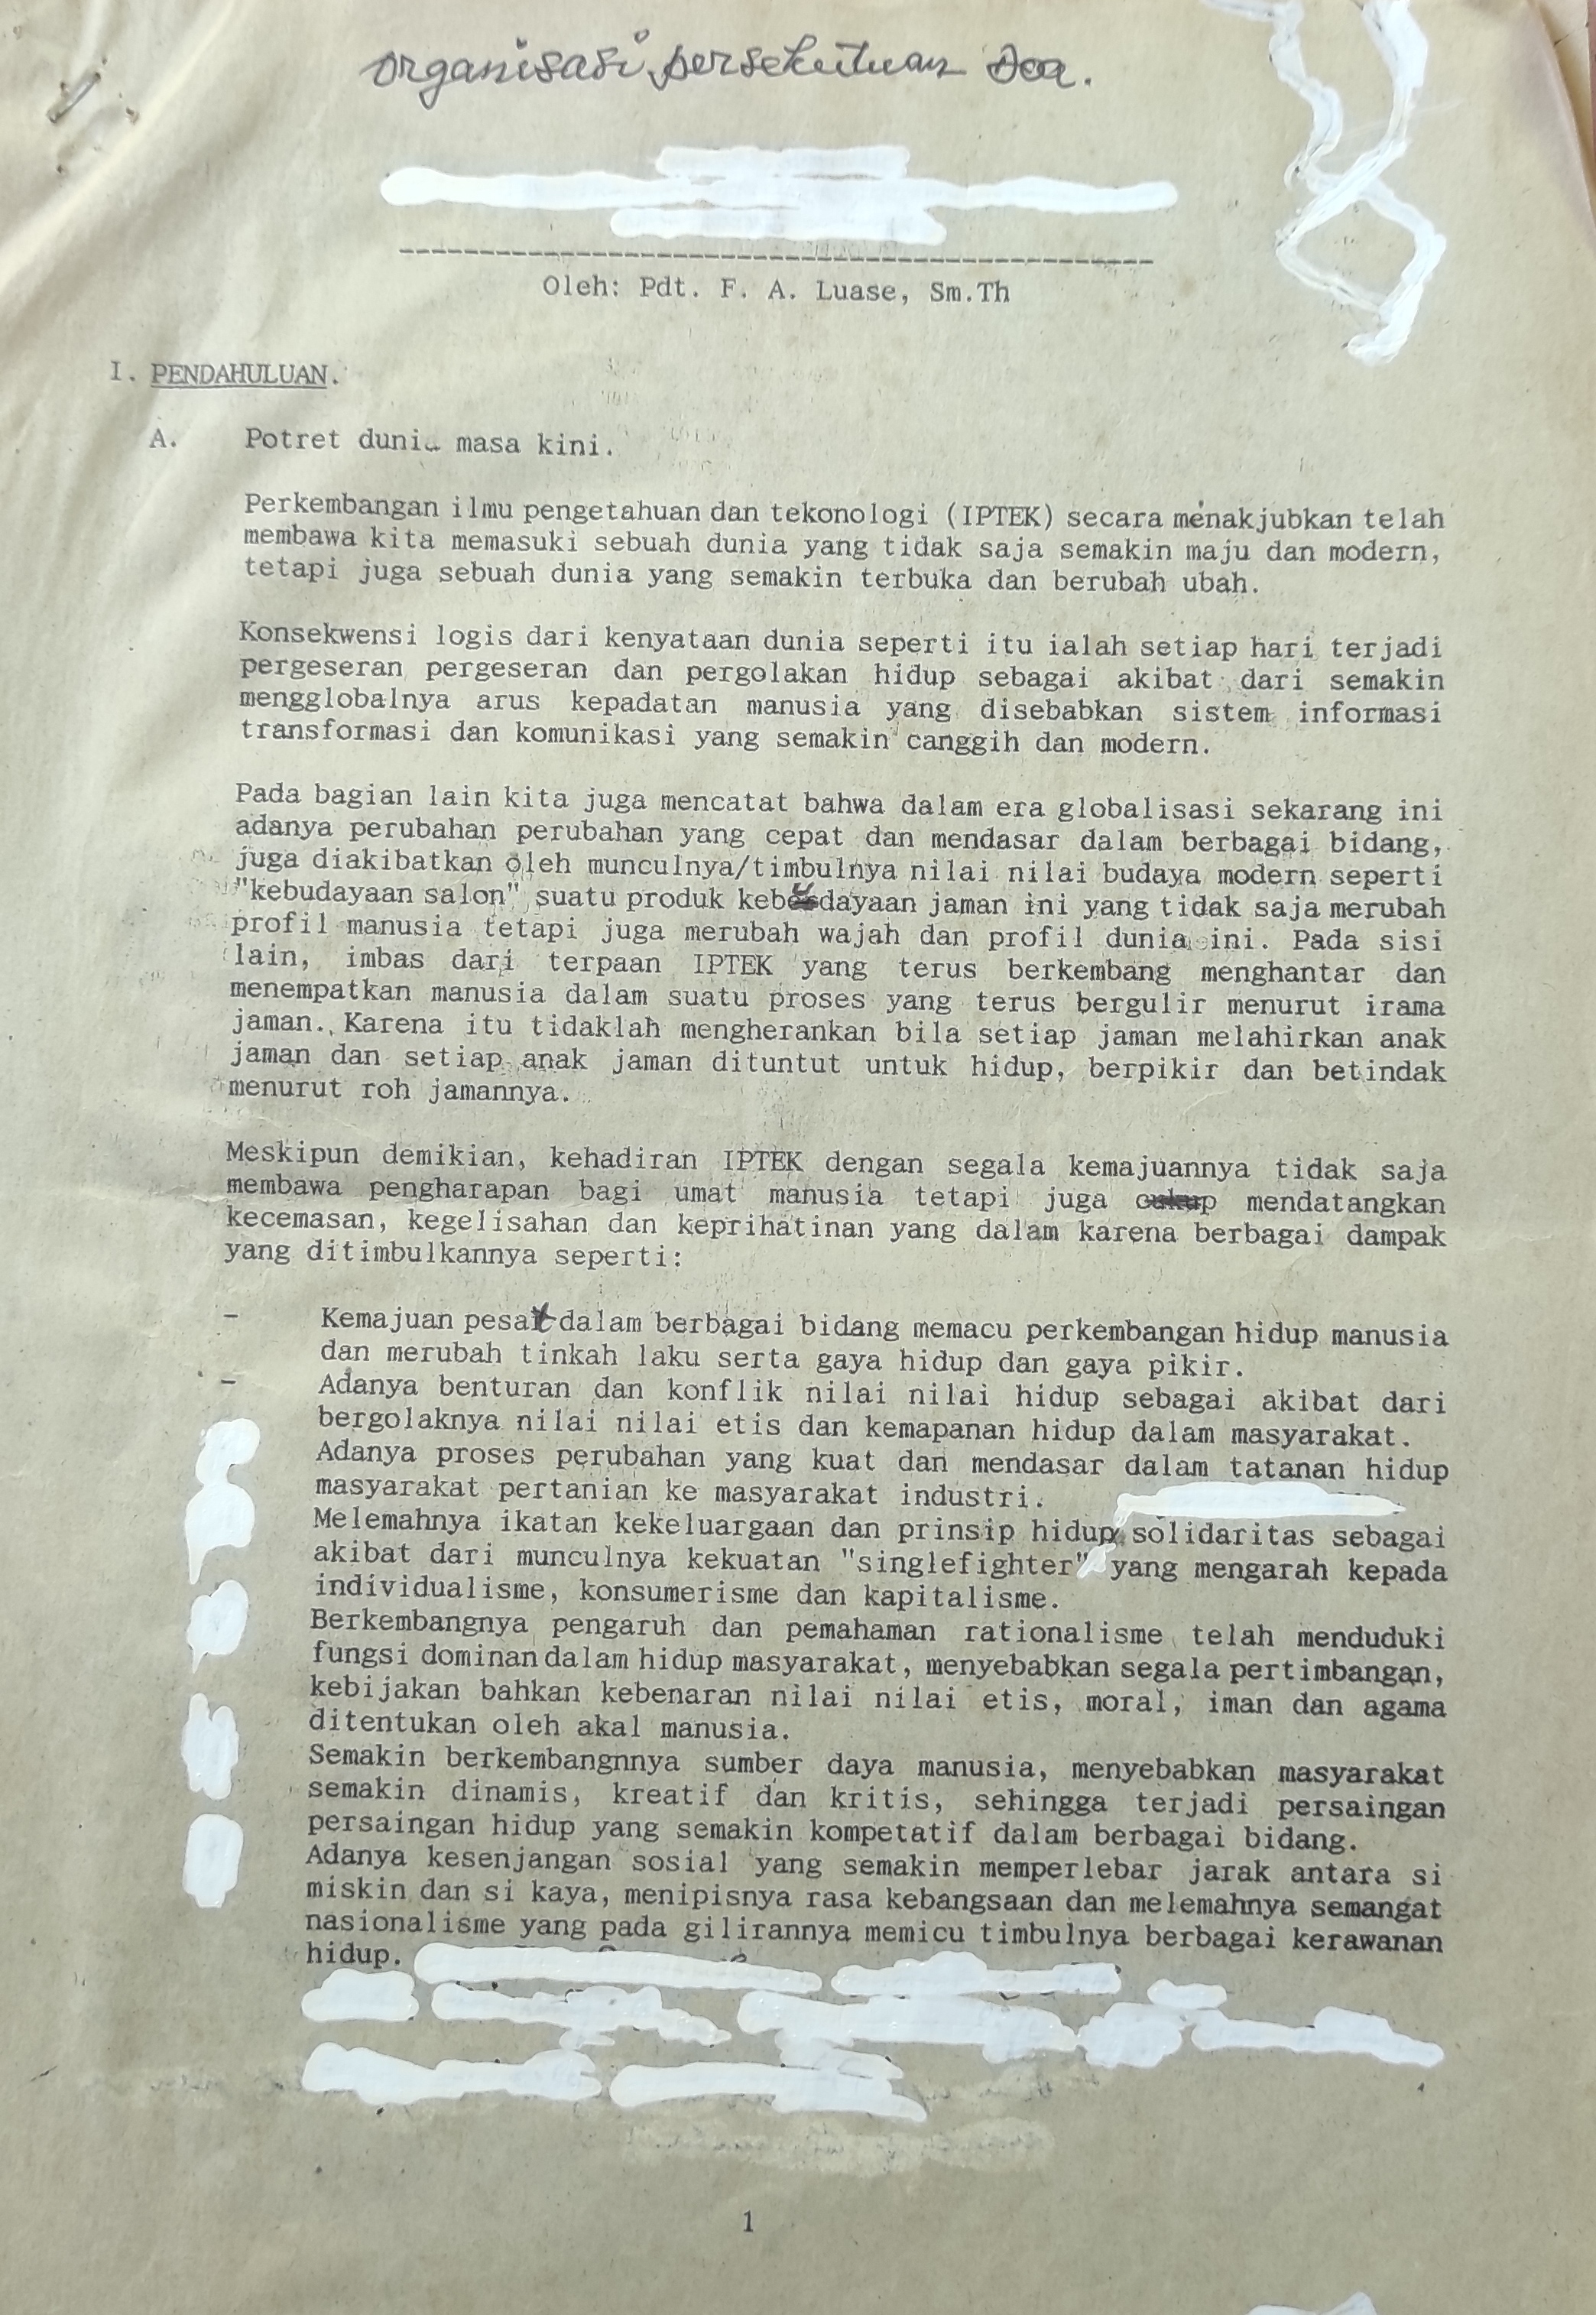 organisasi persekutuan Doa.
Oleh: Pdt. F. A. Luase, Sm.Th
I. PENDAHULUAN.
A. Potret dunia masa kini.
Perkembangan ilmu pengetahuan dan tekonologi (IPTEK) secara menakjubkan telah
membawa kita memasuki sebuah dunia yang tidak saja semakin maju dan modern,
tetapi juga sebuah dunia yang semakin terbuka dan berubah ubah.
Konsekwensi logis dari kenyataan dunia seperti itu ialah setiap hari terjadi
pergeseran pergeseran dan pergolakan hidup sebagai akibat dari semakin
mengglobalnya arus kepadatan manusia yang disebabkan sistem informasi
transformasi dan komunikasi yang semakin canggih dan modern.
Pada bagian lain kita juga mencatat bahwa dalam era globalisasi sekarang ini
adanya perubahan perubahan yang cepat dan mendasar dalam berbagai bidang,
juga diakibatkan oleh munculnya/timbulnya nilai nilai budaya modern seperti
"kebudayaan salon" suatu produk kebudayaan jaman ini yang tidak saja merubah
profil manusia tetapi juga merubah wajah dan profil dunia ini. Pada sisi
lain, imbas dari terpaan IPTEK yang terus berkembang menghantar dan
menempatkan manusia dalam suatu proses yang terus bergulir menurut irama
jaman. Karena itu tidaklah mengherankan bila setiap jaman melahirkan anak
jaman dan setiap anak jaman dituntut untuk hidup, berpikir dan betindak
menurut roh jamannya.
Meskipun demikian, kehadiran IPTEK dengan segala kemajuannya tidak saja
membawa pengharapan bagi umat manusia tetapi juga cukup mendatangkan
kecemasan, kegelisahan dan keprihatinan yang dalam karena berbagai dampak
yang ditimbulkannya seperti:
- Kemajuan pesat dalam berbagai bidang memacu perkembangan hidup manusia
dan merubah tinkah laku serta gaya hidup dan gaya pikir.
- Adanya benturan dan konflik nilai nilai hidup sebagai akibat dari
bergolaknya nilai nilai etis dan kemapanan hidup dalam masyarakat.
Adanya proses perubahan yang kuat dan mendasar dalam tatanan hidup
masyarakat pertanian ke masyarakat industri.
Melemahnya ikatan kekeluargaan dan prinsip hidup solidaritas sebagai
akibat dari munculnya kekuatan "singlefighter" yang mengarah kepada
individualisme, konsumerisme dan kapitalisme.
Berkembangnya pengaruh dan pemahaman rationalisme telah menduduki
fungsi dominan dalam hidup masyarakat, menyebabkan segala pertimbangan,
kebijakan bahkan kebenaran nilai nilai etis, moral, iman dan agama
ditentukan oleh akal manusia.
Semakin berkembangnnya sumber daya manusia, menyebabkan masyarakat
semakin dinamis, kreatif dan kritis, sehingga terjadi persaingan
persaingan hidup yang semakin kompetatif dalam berbagai bidang.
Adanya kesenjangan sosial yang semakin memperlebar jarak antara si
miskin dan si kaya, menipisnya rasa kebangsaan dan melemahnya semangat
nasionalisme yang pada gilirannya memicu timbulnya berbagai kerawanan
hidup.
1